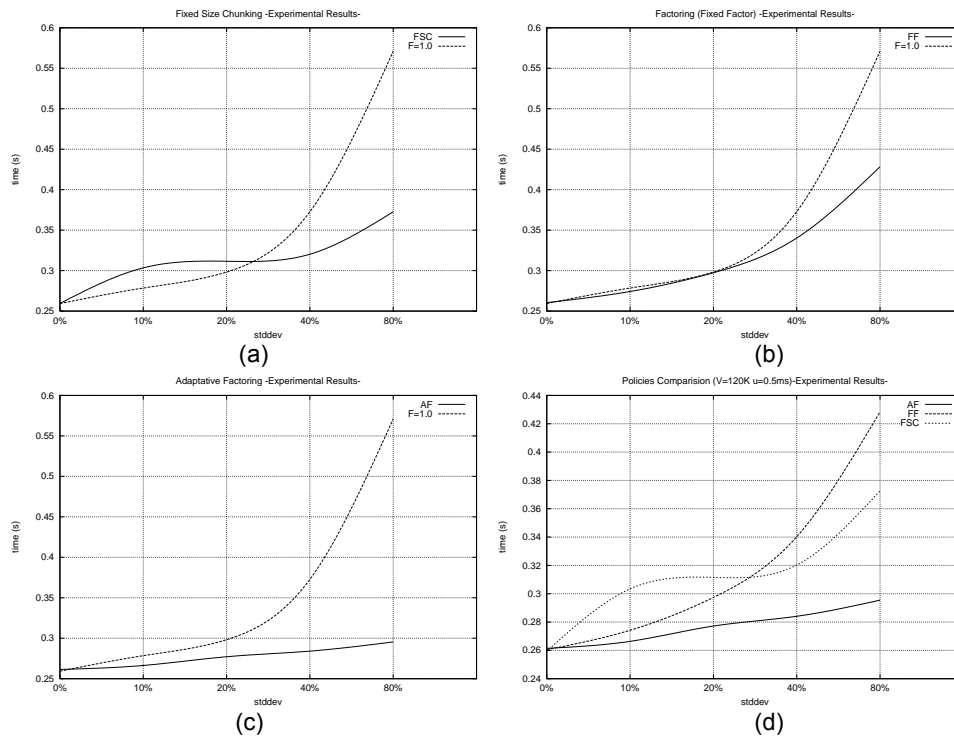 Fixed Size Chunking -Experimental Results-
FSC
F=1.0
0.6
0.55
0.5
0.45
0.4
0.35
0.3
0.25
time (s)
0%
10%
20%
40%
80%
stddev
(a)
Factoring (Fixed Factor) -Experimental Results-
FF
F=1.0
0.6
0.55
0.5
0.45
0.4
0.35
0.3
0.25
time (s)
0%
10%
20%
40%
80%
stddev
(b)
Adaptative Factoring -Experimental Results-
AF
F=1.0
0.6
0.55
0.5
0.45
0.4
0.35
0.3
0.25
time (s)
0%
10%
20%
40%
80%
stddev
(c)
Policies Comparision (V=120K u=0.5ms)-Experimental Results-
AF
FF
FSC
0.44
0.42
0.4
0.38
0.36
0.34
0.32
0.3
0.28
0.26
0.24
time (s)
0%
10%
20%
40%
80%
stddev
(d)